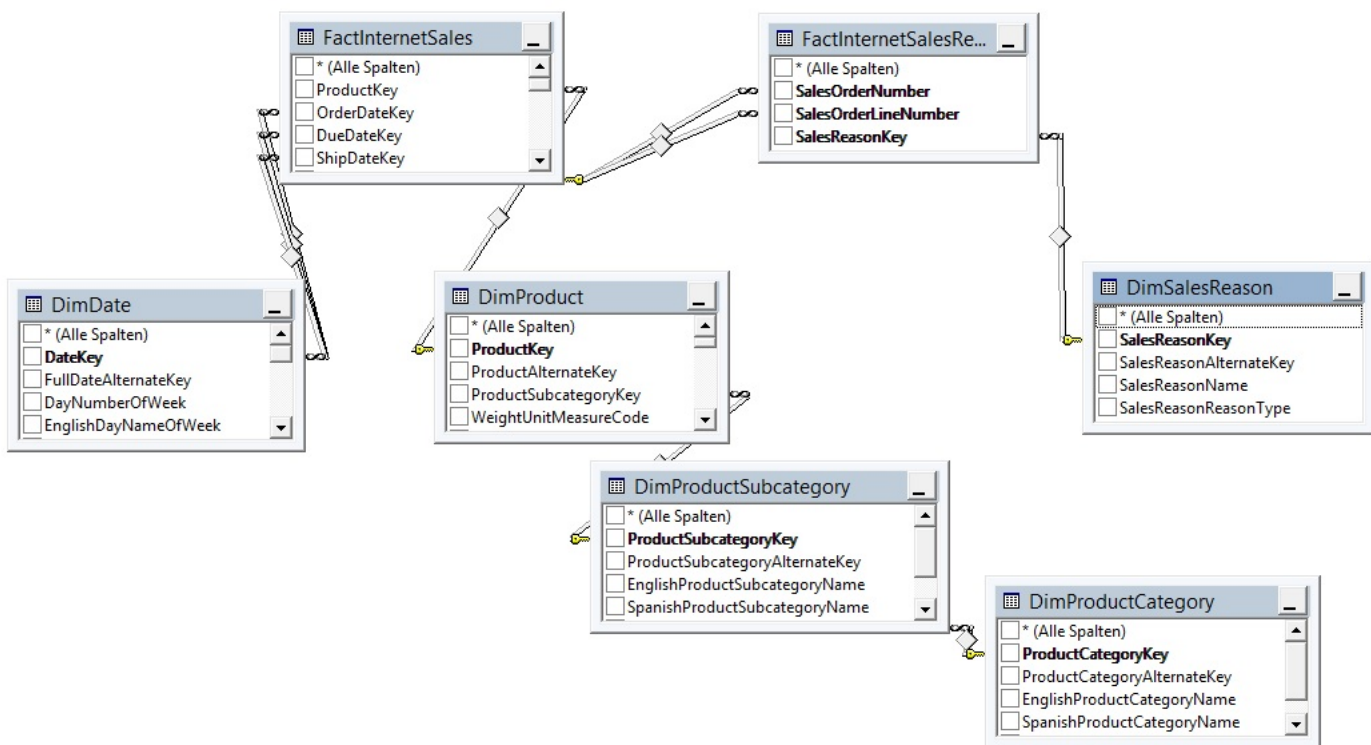 FactInternetSales
* (Alle Spalten)
ProductKey
OrderDateKey
DueDateKey
ShipDateKey
FactInternetSalesRe...
* (Alle Spalten)
SalesOrderNumber
SalesOrderLineNumber
SalesReasonKey
DimDate
* (Alle Spalten)
DateKey
FullDateAlternateKey
DayNumberOfWeek
EnglishDayNameOfWeek
DimProduct
* (Alle Spalten)
ProductKey
ProductAlternateKey
ProductSubcategoryKey
WeightUnitMeasureCode
DimSalesReason
* (Alle Spalten)
SalesReasonKey
SalesReasonAlternateKey
SalesReasonName
SalesReasonReasonType
DimProductSubcategory
* (Alle Spalten)
ProductSubcategoryKey
ProductSubcategoryAlternateKey
EnglishProductSubcategoryName
SpanishProductSubcategoryName
DimProductCategory
* (Alle Spalten)
ProductCategoryKey
ProductCategoryAlternateKey
EnglishProductCategoryName
SpanishProductCategoryName